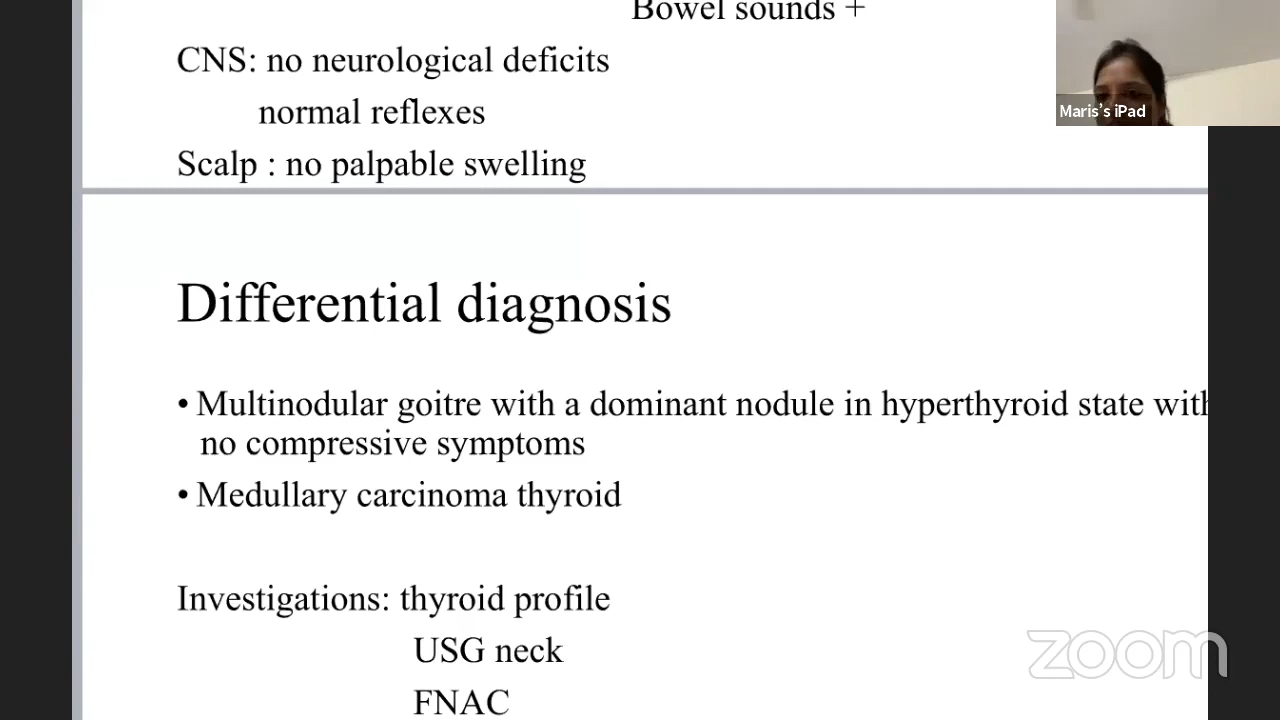 Bowel sounds +
CNS: no neurological deficits
normal reflexes
Scalp : no palpable swelling
Maris's iPad
Differential diagnosis
• Multinodular goitre with a dominant nodule in hyperthyroid state with
no compressive symptoms
• Medullary carcinoma thyroid
Investigations: thyroid profile
USG neck
FNAC
zoom